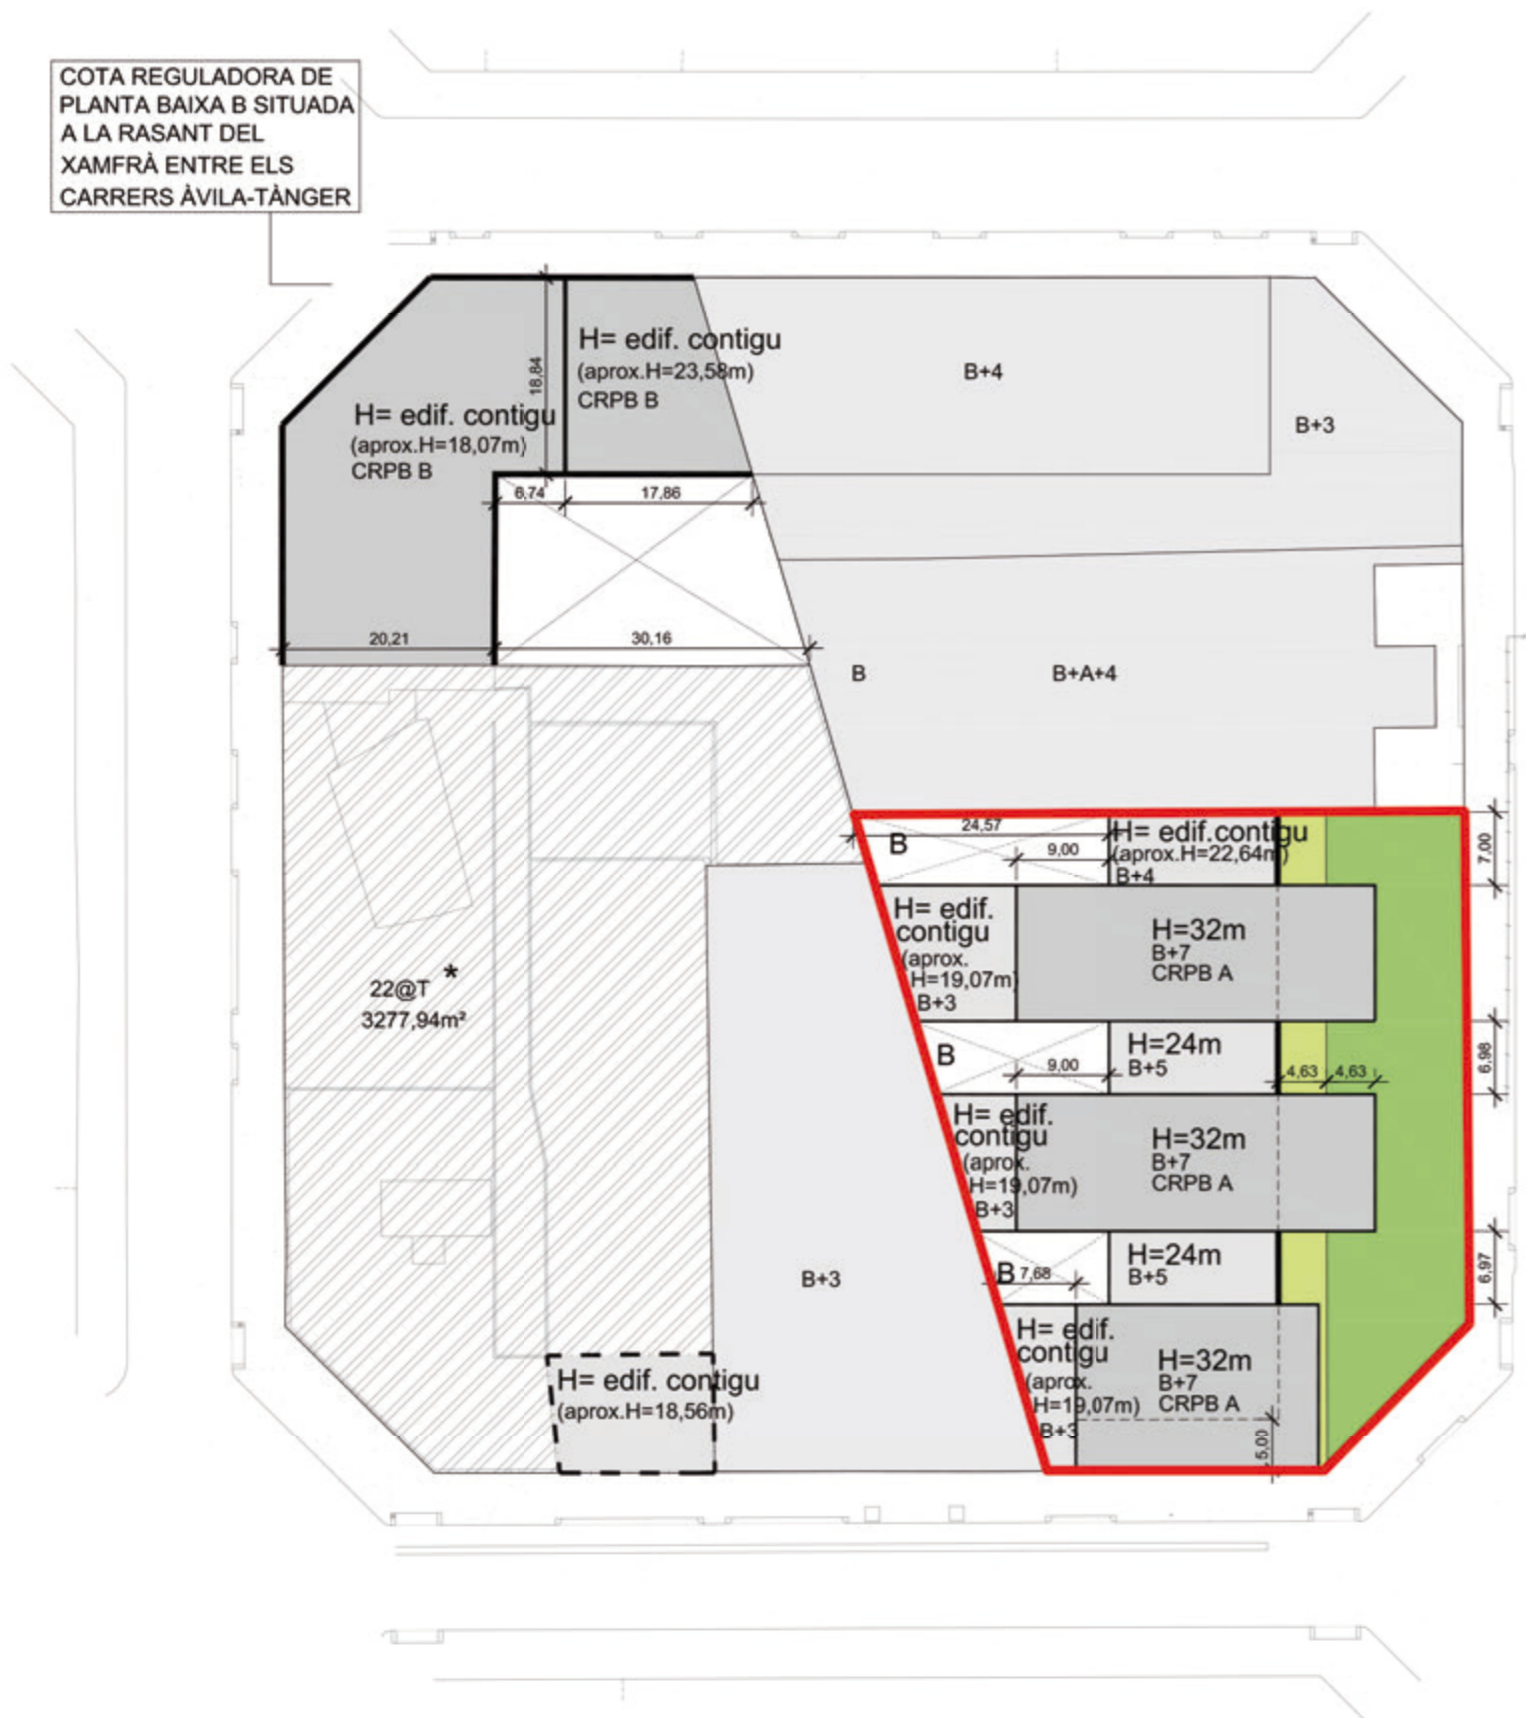 COTA REGULADORA DE
PLANTA BAIXA B SITUADA
A LA RASANT DEL
XAMFRÀ ENTRE ELS
CARRERS ÀVILA-TÀNGER
H= edif. contigu
(aprox.H=23,58m)
CRPB B
18,84
H= edif. contigu
(aprox.H=18,07m)
CRPB B
B+4
B+3
6,74
17,86
20,21
30,16
B
B+A+4
24,57
B
9,00
H= edif.contigu
(aprox.H=22,64m)
B+4
7,00
H= edif.
contigu
(aprox.
H=19,07m)
B+3
H=32m
B+7
CRPB A
22@T *
3277,94m²
B
9,00
H=24m
B+5
4,63
4,63
6,98
H= edif.
contigu
(aprox.
H=19,07m)
B+3
H=32m
B+7
CRPB A
B+3
B
7,68
H=24m
B+5
6,97
H= edif.
contigu
(aprox.
H=19,07m)
B+3
H=32m
B+7
CRPB A
5,00
H= edif. contigu
(aprox.H=18,56m)